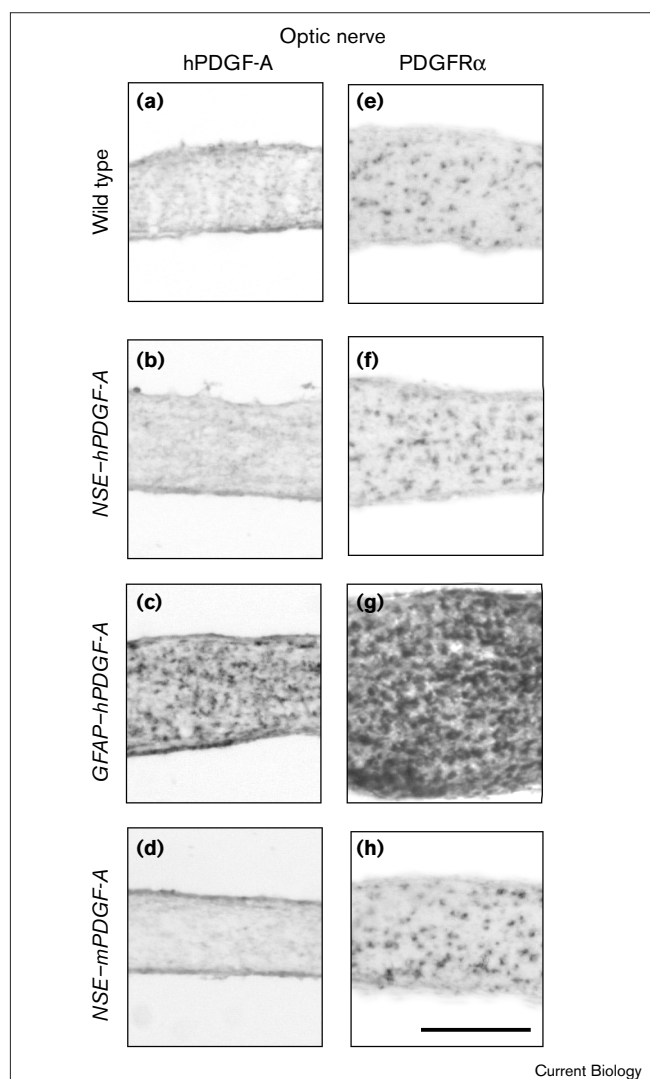 Optic nerve
hPDGF-A PDGFRα
Wild type
(a) (e)
NSE–hPDGF-A
(b) (f)
GFAP–hPDGF-A
(c) (g)
NSE–mPDGF-A
(d) (h)
Current Biology